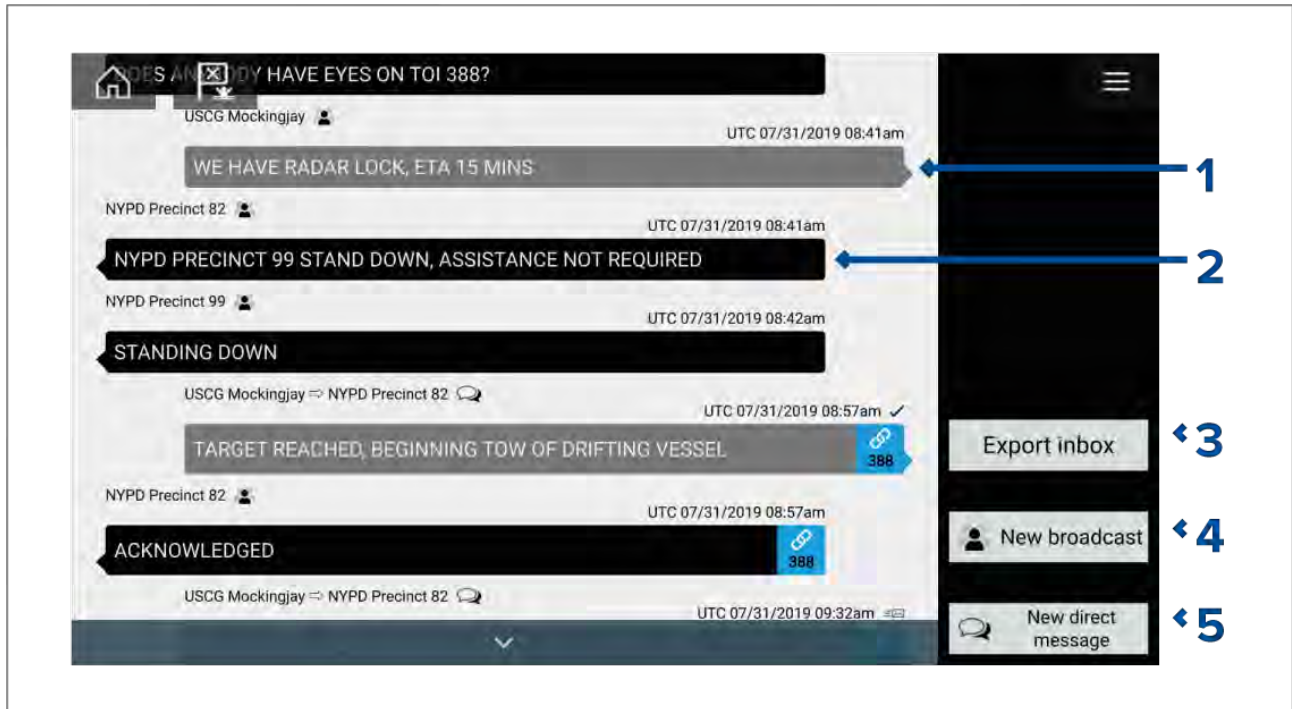 DOES ANYBODY HAVE EYES ON TOI 388?
USCG Mockingjay
UTC 07/31/2019 08:41am
WE HAVE RADAR LOCK, ETA 15 MINS
1
NYPD Precinct 82
UTC 07/31/2019 08:41am
NYPD PRECINCT 99 STAND DOWN, ASSISTANCE NOT REQUIRED
2
NYPD Precinct 99
UTC 07/31/2019 08:42am
STANDING DOWN
USCG Mockingjay ⇨ NYPD Precinct 82
UTC 07/31/2019 08:57am ✓
TARGET REACHED, BEGINNING TOW OF DRIFTING VESSEL
388
Export inbox
3
NYPD Precinct 82
UTC 07/31/2019 08:57am
ACKNOWLEDGED
388
New broadcast
4
USCG Mockingjay ⇨ NYPD Precinct 82
UTC 07/31/2019 09:32am
New direct
message
5